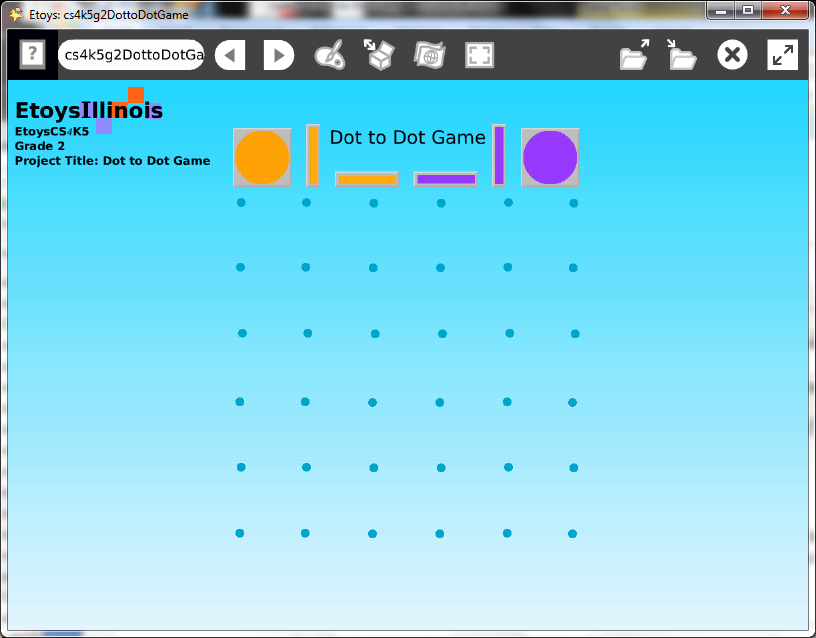 Etoys: cs4k5g2DottoDotGame
?
cs4k5g2DottoDotGa
EtoysIllinois
EtoysCS4K5
Grade 2
Project Title: Dot to Dot Game
Dot to Dot Game